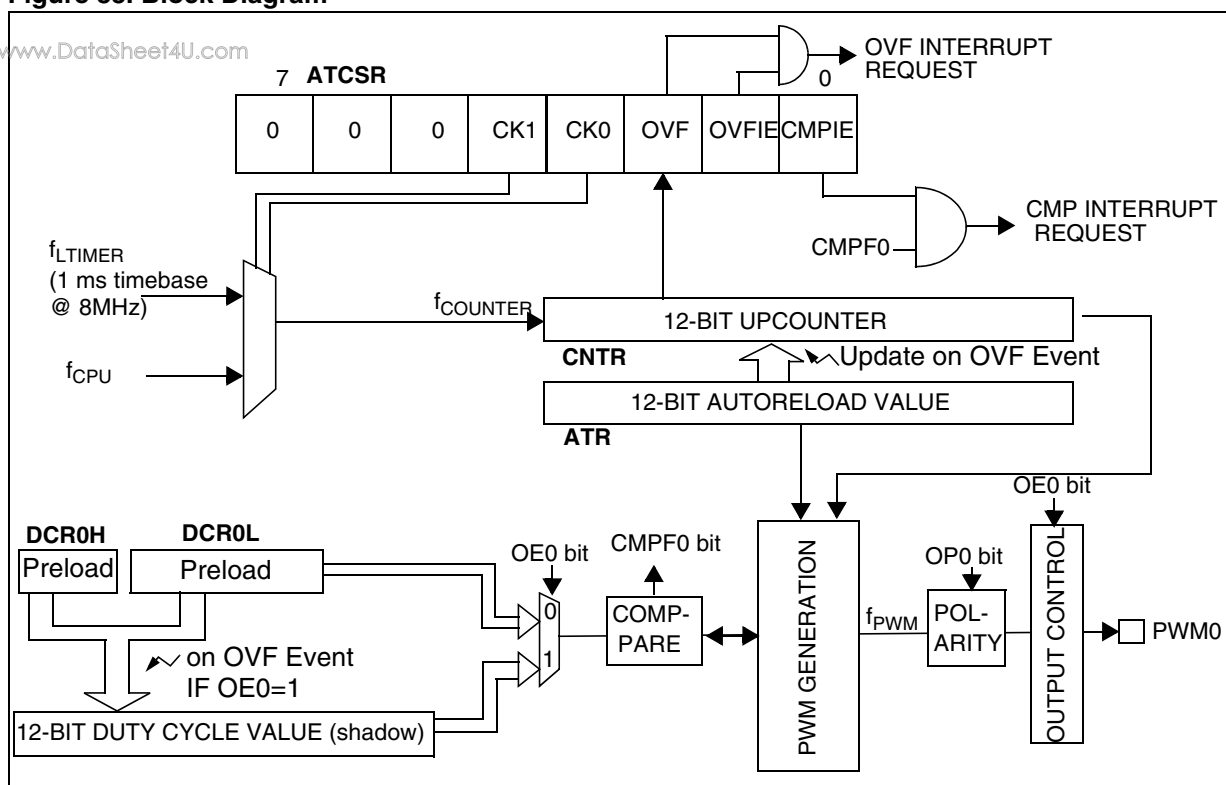 Figure Block Diagram
www.DataSheet4U.com
7 ATCSR 0
0 0 0 CK1 CK0 OVF OVFIE CMPIE
OVF INTERRUPT
REQUEST
CMP INTERRUPT
REQUEST
CMPF0
fLTIMER
(1 ms timebase
@ 8MHz)
fCPU
fCOUNTER
12-BIT UPCOUNTER
CNTR
Update on OVF Event
12-BIT AUTORELOAD VALUE
ATR
DCR0H
Preload
DCR0L
Preload
on OVF Event
IF OE0=1
12-BIT DUTY CYCLE VALUE (shadow)
OE0 bit
0
1
CMPF0 bit
COMP-
PARE
PWM GENERATION
fPWM
OP0 bit
POL-
ARITY
OE0 bit
OUTPUT CONTROL
PWM0